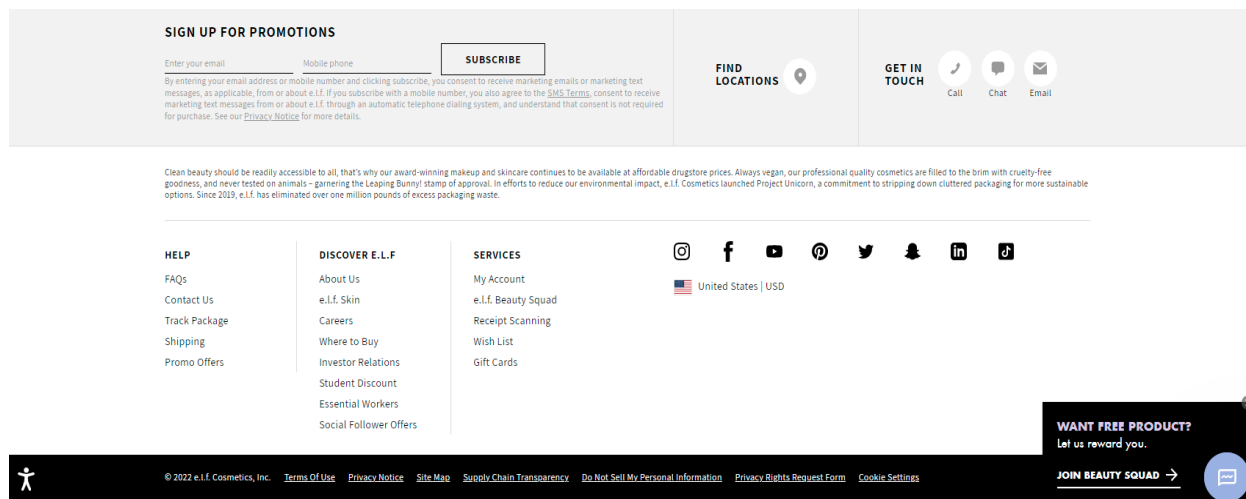 SIGN UP FOR PROMOTIONS
Enter your email
Mobile phone
SUBSCRIBE
By entering your email address or mobile number and clicking subscribe, you consent to receive marketing emails or marketing text
messages, as applicable, from or about e.l.f. If you subscribe with a mobile number, you also agree to the SMS Terms, consent to receive
marketing text messages from or about e.l.f. through an automatic telephone dialing system, and understand that consent is not required
for purchase. See our Privacy Notice for more details.
FIND
LOCATIONS
GET IN
TOUCH
Call
Chat
Email
Clean beauty should be readily accessible to all, that's why our award-winning makeup and skincare continues to be available at affordable drugstore prices. Always vegan, our professional quality cosmetics are filled to the brim with cruelty-free
goodness, and never tested on animals – garnering the Leaping Bunny! stamp of approval. In efforts to reduce our environmental impact, e.l.f. Cosmetics launched Project Unicorn, a commitment to stripping down cluttered packaging for more sustainable
options. Since 2019, e.l.f. has eliminated over one million pounds of excess packaging waste.
HELP
FAQs
Contact Us
Track Package
Shipping
Promo Offers
DISCOVER E.L.F
About Us
e.l.f. Skin
Careers
Where to Buy
Investor Relations
Student Discount
Essential Workers
Social Follower Offers
SERVICES
My Account
e.l.f. Beauty Squad
Receipt Scanning
Wish List
Gift Cards
United States | USD
WANT FREE PRODUCT?
Let us reward you.
JOIN BEAUTY SQUAD
© 2022 e.l.f. Cosmetics, Inc. Terms Of Use Privacy Notice Site Map Supply Chain Transparency Do Not Sell My Personal Information Privacy Rights Request Form Cookie Settings